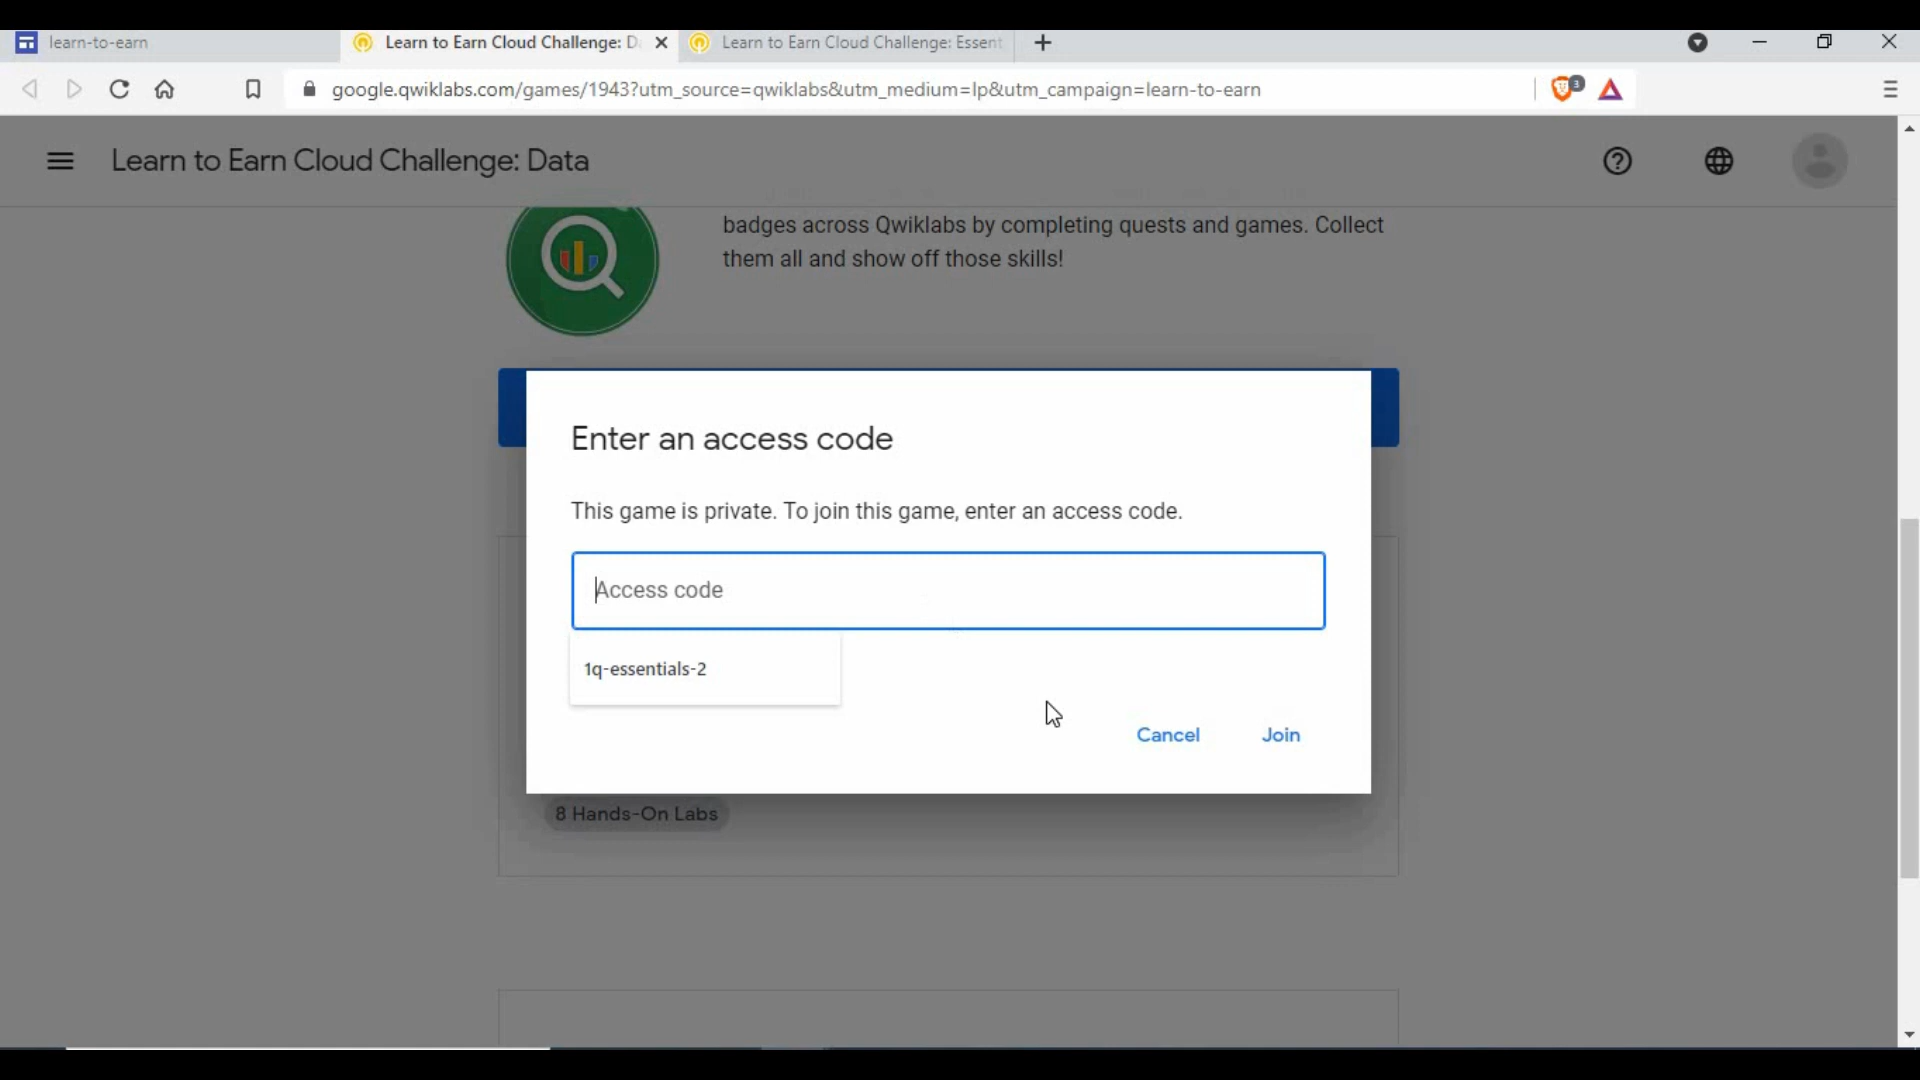 learn-to-earn
Learn to Earn Cloud Challenge: D
Learn to Earn Cloud Challenge: Essent
google.qwiklabs.com/games/1943?utm_source=qwiklabs&utm_medium=lp&utm_campaign=learn-to-earn
3
Learn to Earn Cloud Challenge: Data
badges across Qwiklabs by completing quests and games. Collect
them all and show off those skills!
Enter an access code
This game is private. To join this game, enter an access code.
Access code
1q-essentials-2
Cancel
Join
8 Hands-On Labs